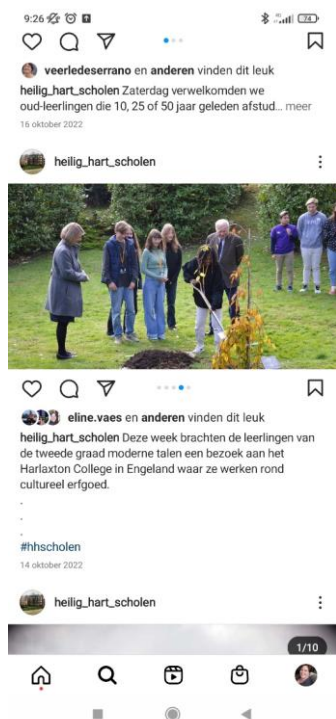 9:26
74
veerledeserrano en anderen vinden dit leuk
heilig_hart_scholen Zaterdag verwelkomden we
oud-leerlingen die 10, 25 of 50 jaar geleden afstud... meer
16 oktober 2022
heilig_hart_scholen
eline.vaes en anderen vinden dit leuk
heilig_hart_scholen Deze week brachten de leerlingen van
de tweede graad moderne talen een bezoek aan het
Harlaxton College in Engeland waar ze werken rond
cultureel erfgoed.
.
.
.
#hhscholen
14 oktober 2022
heilig_hart_scholen
1/10